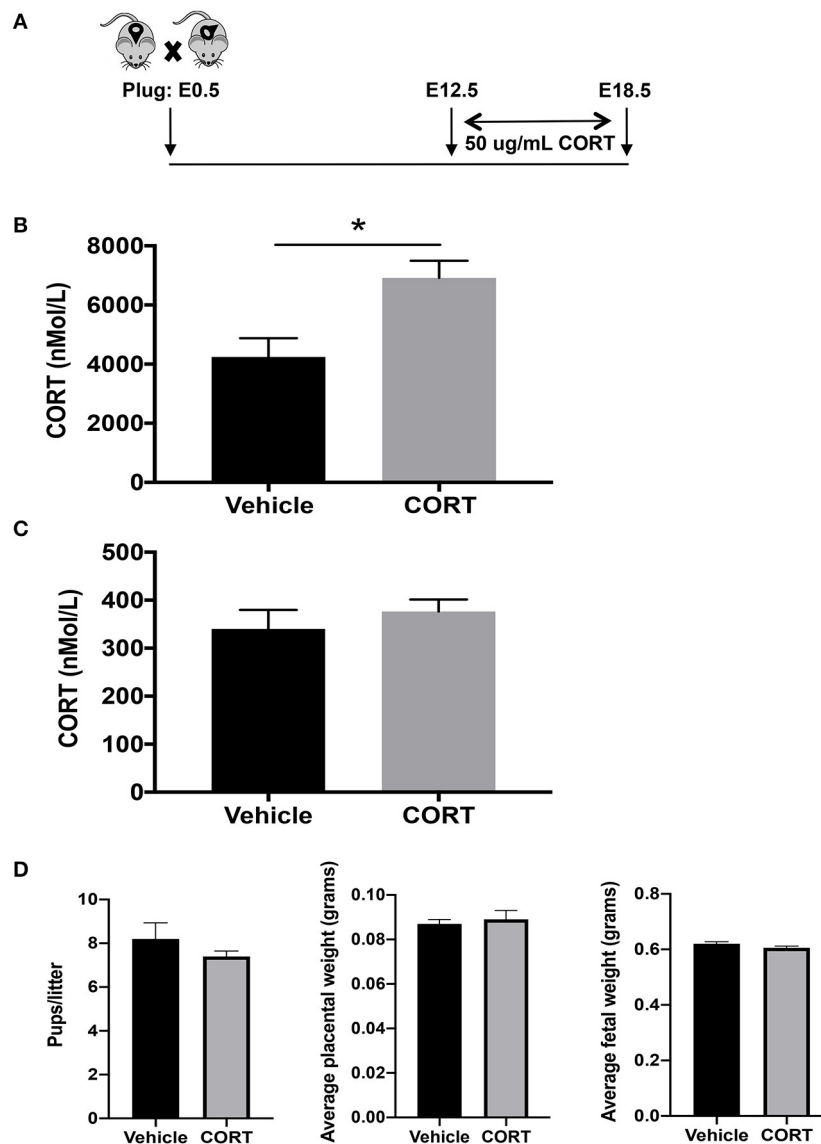 A
Plug: E0.5
E12.5
E18.5
50 ug/mL CORT
B
CORT (nMol/L)
8000
6000
4000
2000
0
*
Vehicle
CORT
C
CORT (nMol/L)
500
400
300
200
100
0
Vehicle
CORT
D
Pups/litter
10
8
6
4
2
0
Vehicle
CORT
Average placental weight (grams)
0.10
0.08
0.06
0.04
0.02
0.00
Vehicle
CORT
Average fetal weight (grams)
0.8
0.6
0.4
0.2
0.0
Vehicle
CORT